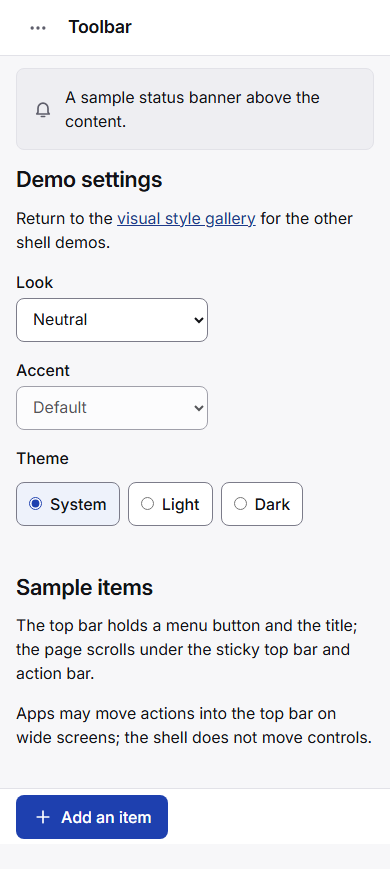 Toolbar
A sample status banner above the
content.
Demo settings
Return to the visual style gallery for the other
shell demos.
Look
Neutral
Accent
Default
Theme
System Light Dark
Sample items
The top bar holds a menu button and the title;
the page scrolls under the sticky top bar and
action bar.
Apps may move actions into the top bar on
wide screens; the shell does not move controls.
Add an item